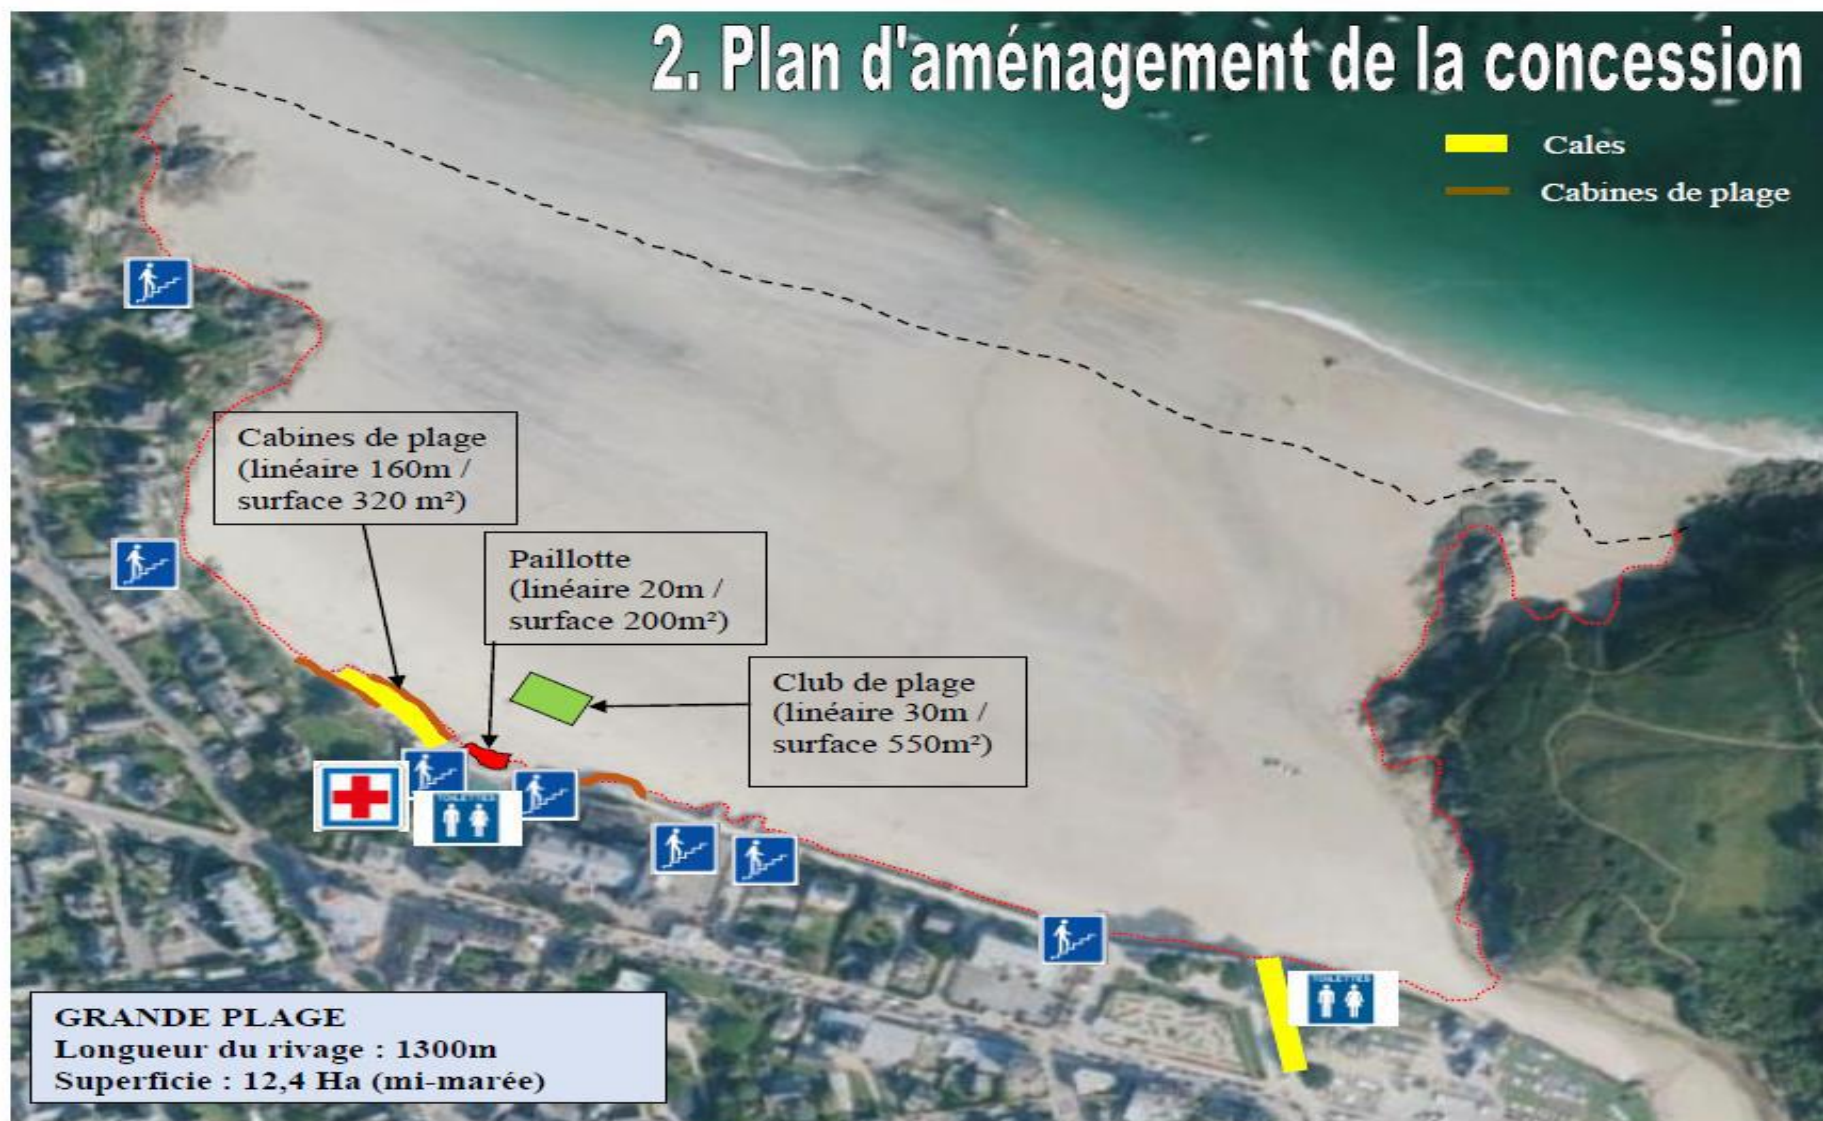 2. Plan d'aménagement de la concession
Cales
Cabines de plage
Cabines de plage
(linéaire 160m /
surface 320 m²)
Paillotte
(linéaire 20m /
surface 200m²)
Club de plage
(linéaire 30m /
surface 550m²)
TOILETTES
TOILETTES
GRANDE PLAGE
Longueur du rivage : 1300m
Superficie : 12,4 Ha (mi-marée)